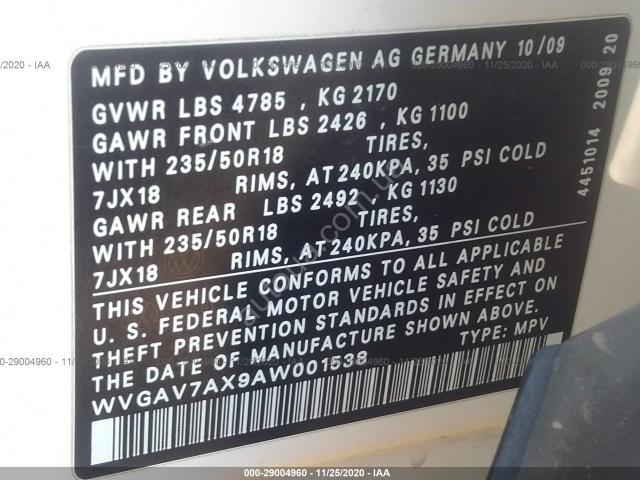 MFD BY VOLKSWAGEN AG GERMANY 10/09
GVWR LBS 4785 , KG 2170
GAWR FRONT LBS 2426 , KG 1100
WITH 235/50R18 TIRES,
7JX18 RIMS, AT 240KPA, 35 PSI COLD
GAWR REAR LBS 2492 , KG 1130
WITH 235/50R18 TIRES,
7JX18 RIMS, AT 240KPA, 35 PSI COLD
THIS VEHICLE CONFORMS TO ALL APPLICABLE
U. S. FEDERAL MOTOR VEHICLE SAFETY AND
THEFT PREVENTION STANDARDS IN EFFECT ON
THE DATE OF MANUFACTURE SHOWN ABOVE.
WVGAV7AX9AW001538 TYPE: MPV
4451014 2009 20
000-29004960 - 11/25/2020 - IAA